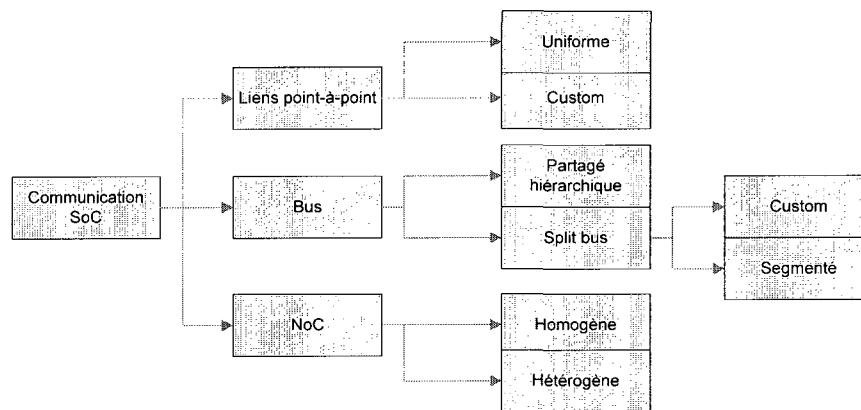 Uniforme
Liens point-à-point
Custom
Communication
SoC
Bus
Partagé
hiérarchique
Split bus
Custom
Segmenté
NoC
Homogène
Hétérogène